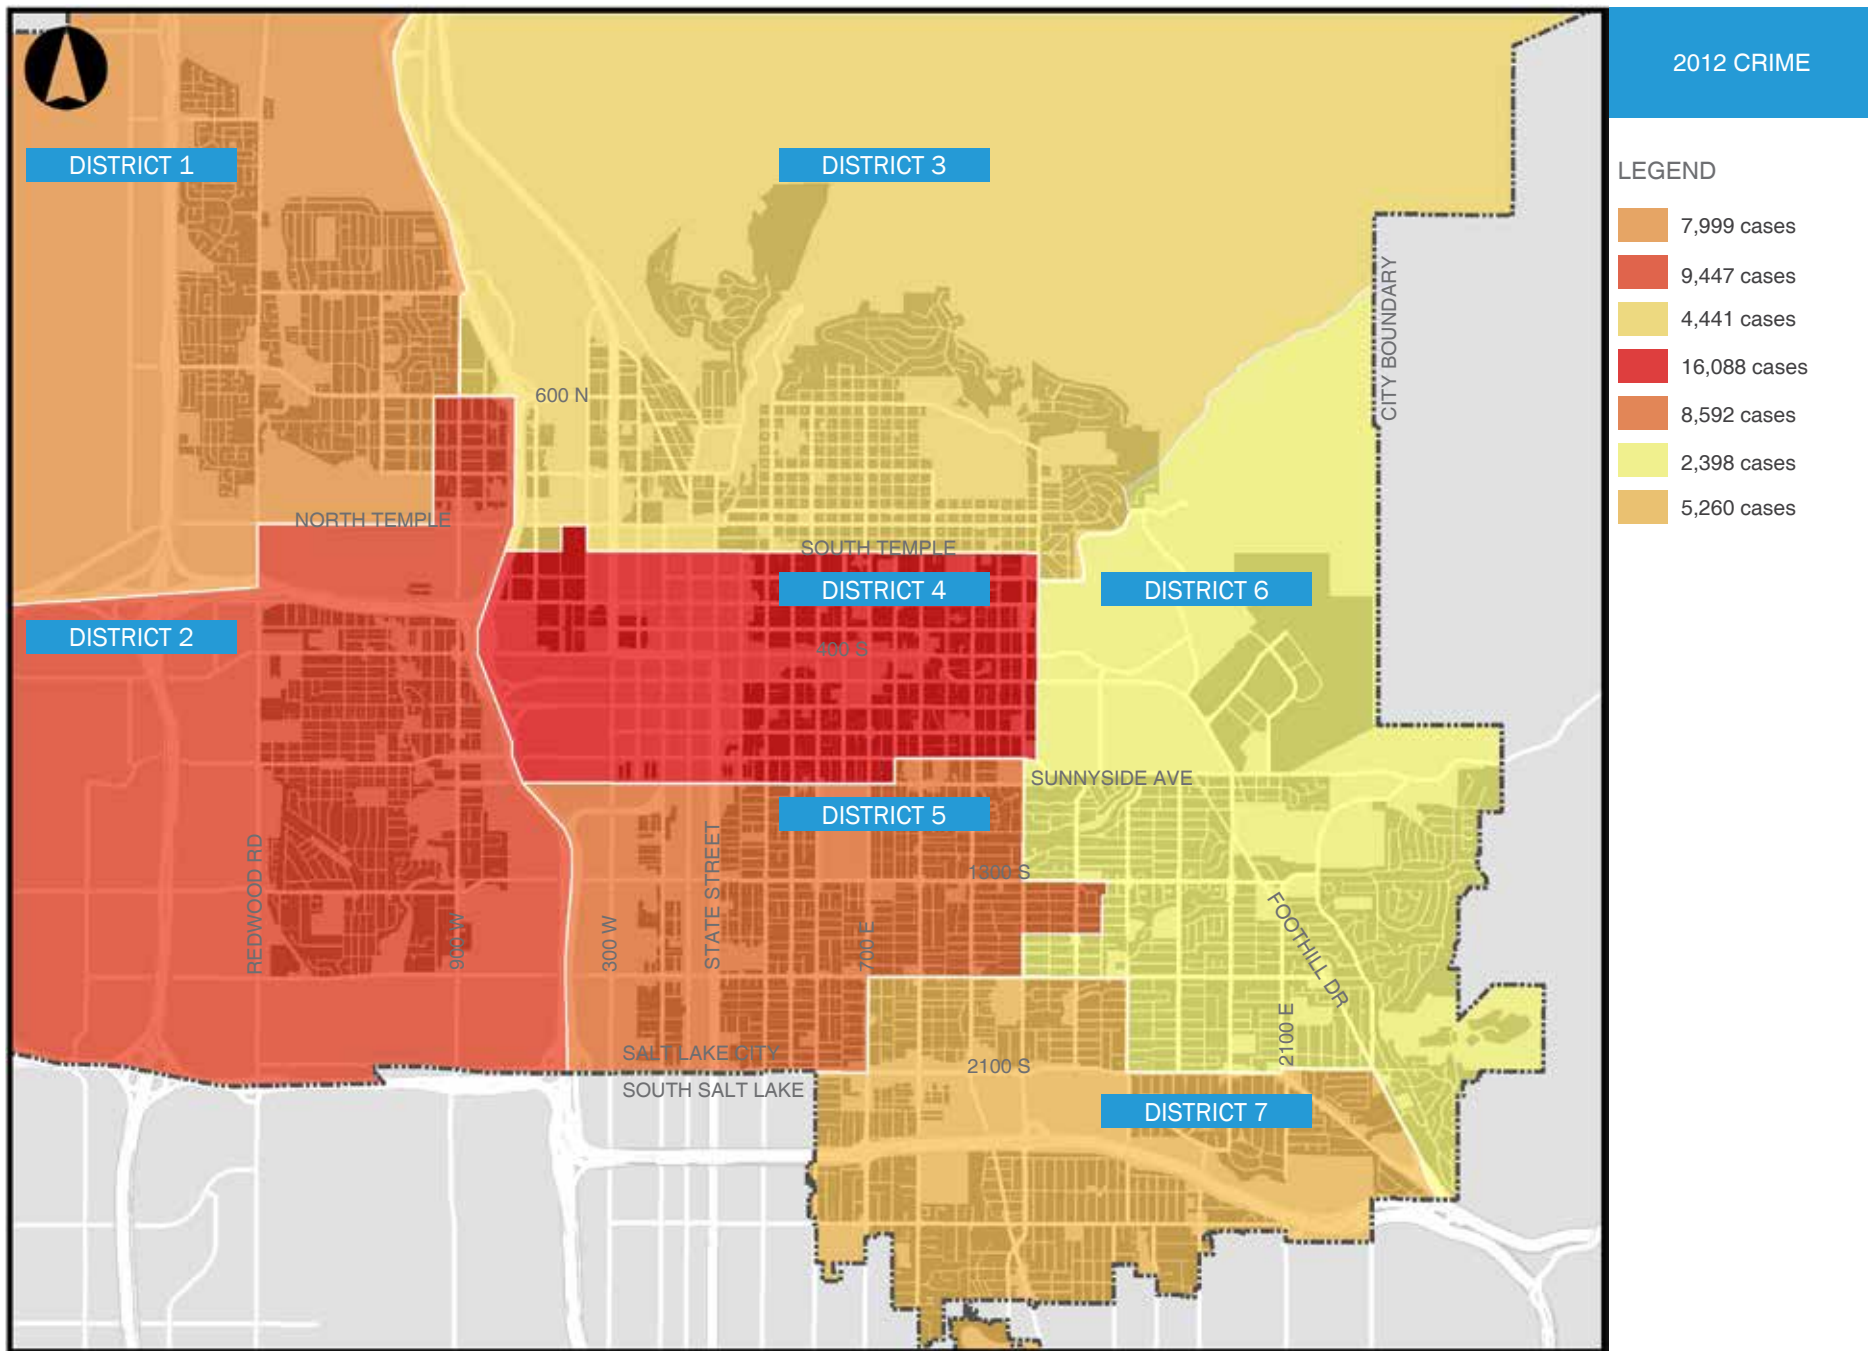 2012 CRIME
LEGEND
7,999 cases
9,447 cases
4,441 cases
16,088 cases
8,592 cases
2,398 cases
5,260 cases
DISTRICT 1
DISTRICT 3
CITY BOUNDARY
600 N
NORTH TEMPLE
SOUTH TEMPLE
DISTRICT 4
DISTRICT 6
DISTRICT 2
400 S
SUNNYSIDE AVE
DISTRICT 5
1300 S
REDWOOD RD
900 W
300 W
STATE STREET
700 E
FOOTHILL DR
2100 E
SALT LAKE CITY
2100 S
SOUTH SALT LAKE
DISTRICT 7